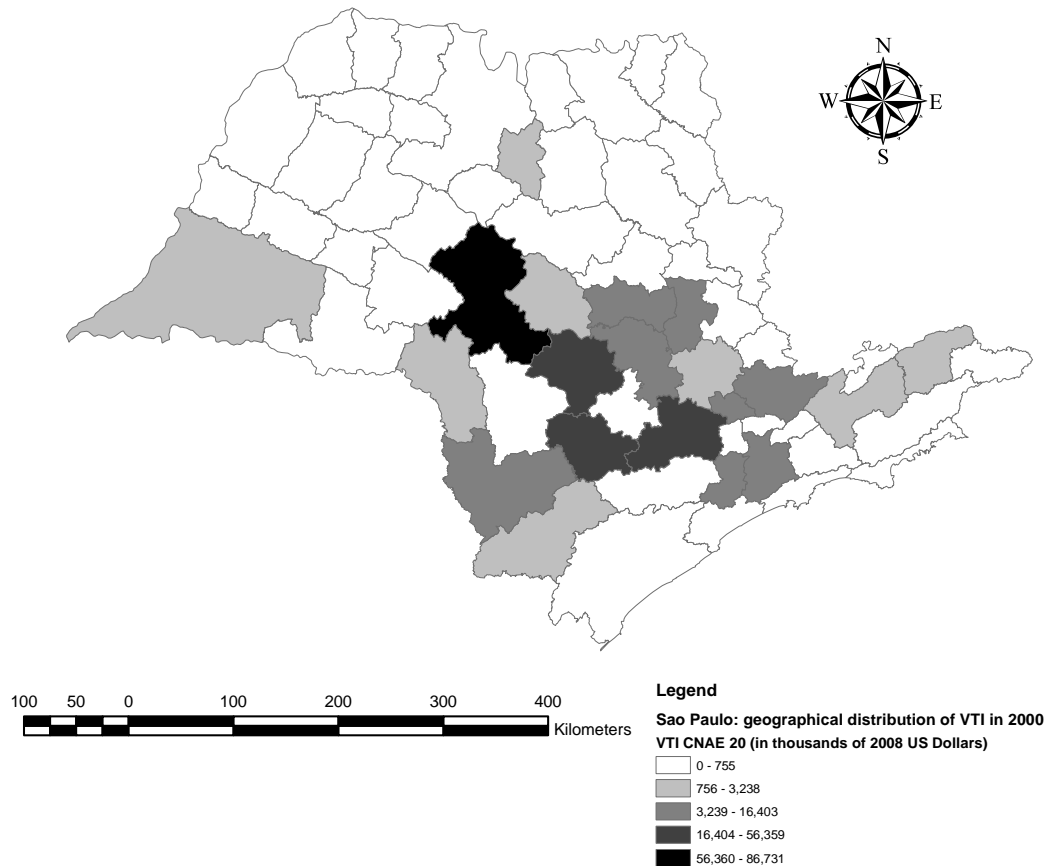 N
W E
S
100 50 0 100 200 300 400
Kilometers
Legend
Sao Paulo: geographical distribution of VTI in 2000
VTI CNAE 20 (in thousands of 2008 US Dollars)
0 - 755
756 - 3,238
3,239 - 16,403
16,404 - 56,359
56,360 - 86,731